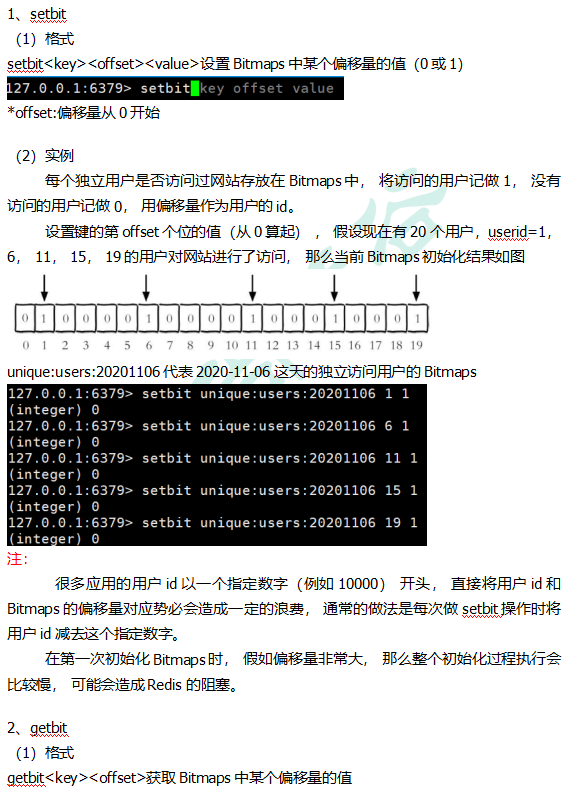 1、setbit
（1）格式
setbit<key><offset><value>设置 Bitmaps 中某个偏移量的值（0 或 1）
127.0.0.1:6379> setbit key offset value
*offset:偏移量从 0 开始
（2）实例
每个独立用户是否访问过网站存放在 Bitmaps 中， 将访问的用户记做 1， 没有
访问的用户记做 0， 用偏移量作为用户的 id。
设置键的第 offset 个位的值（从 0 算起） ， 假设现在有 20 个用户，userid=1，
6， 11， 15， 19 的用户对网站进行了访问， 那么当前 Bitmaps 初始化结果如图
0 1 0 0 0 0 1 0 0 0 0 1 0 0 0 1 0 0 0 1
0 1 2 3 4 5 6 7 8 9 10 11 12 13 14 15 16 17 18 19
unique:users:20201106 代表 2020-11-06 这天的独立访问用户的 Bitmaps
127.0.0.1:6379> setbit unique:users:20201106 1 1
(integer) 0
127.0.0.1:6379> setbit unique:users:20201106 6 1
(integer) 0
127.0.0.1:6379> setbit unique:users:20201106 11 1
(integer) 0
127.0.0.1:6379> setbit unique:users:20201106 15 1
(integer) 0
127.0.0.1:6379> setbit unique:users:20201106 19 1
(integer) 0
注：
很多应用的用户 id 以一个指定数字（例如 10000） 开头， 直接将用户 id 和
Bitmaps 的偏移量对应势必会造成一定的浪费， 通常的做法是每次做 setbit 操作时将
用户 id 减去这个指定数字。
在第一次初始化 Bitmaps 时， 假如偏移量非常大， 那么整个初始化过程执行会
比较慢， 可能会造成 Redis 的阻塞。
2、getbit
（1）格式
getbit<key><offset>获取 Bitmaps 中某个偏移量的值